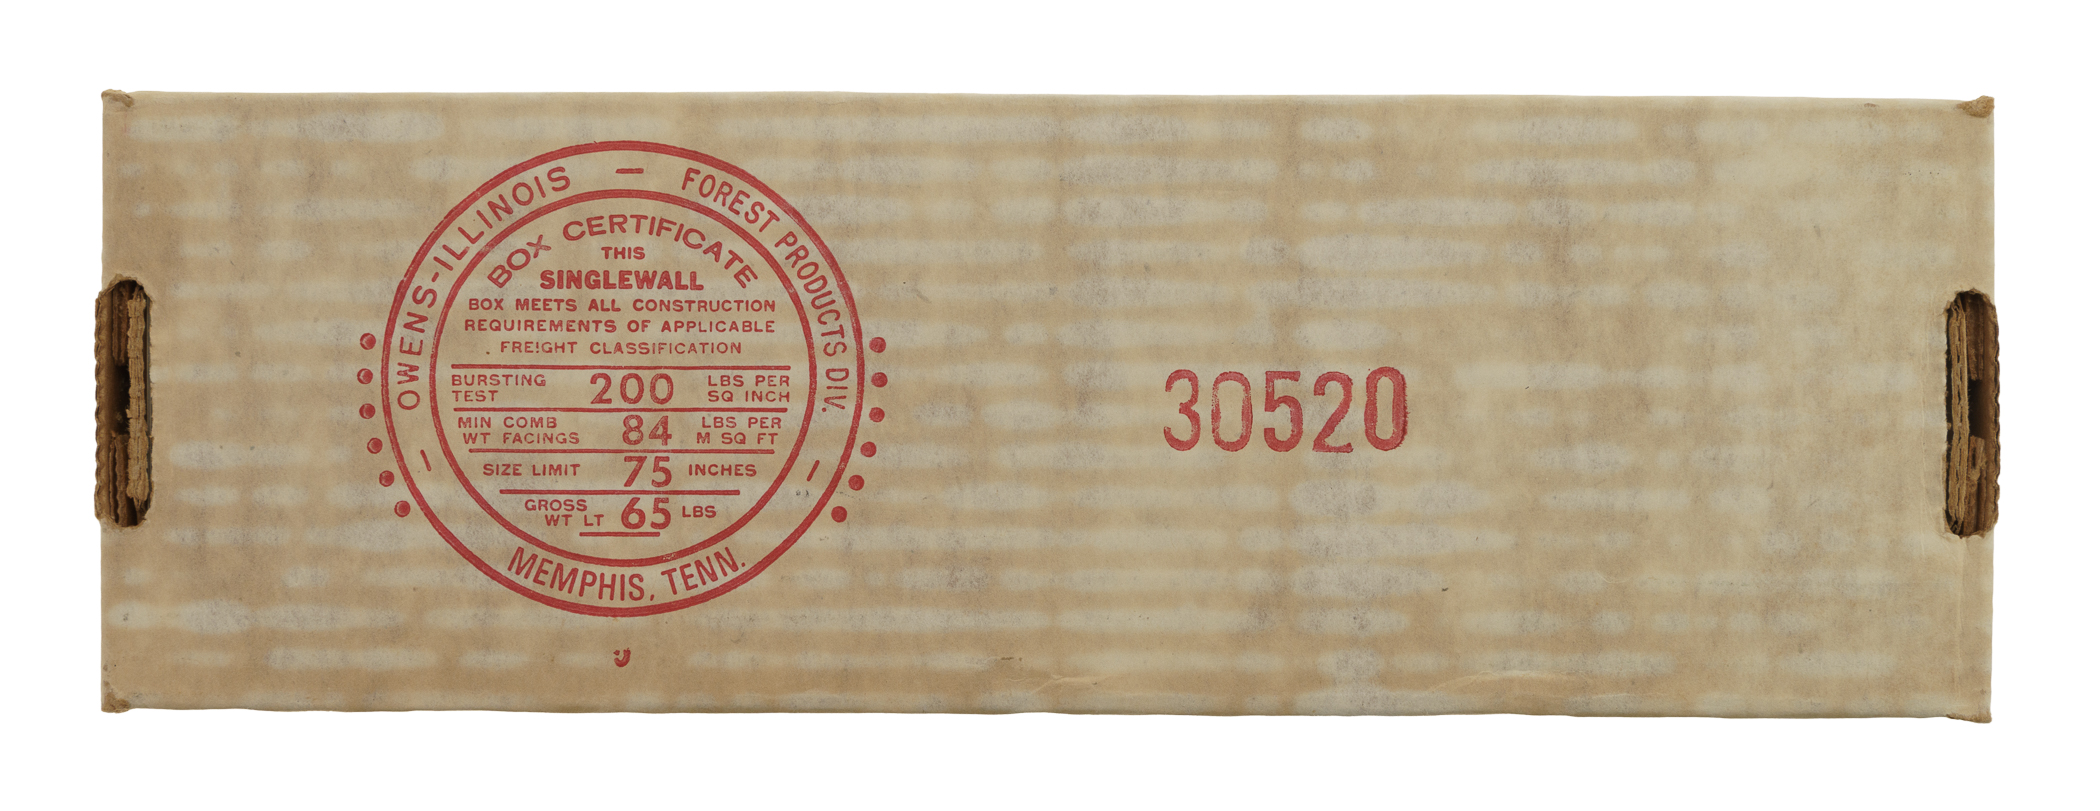 OWENS-ILLINOIS — FOREST PRODUCTS DIV.
BOX CERTIFICATE
THIS
SINGLEWALL
BOX MEETS ALL CONSTRUCTION
REQUIREMENTS OF APPLICABLE
FREIGHT CLASSIFICATION
BURSTING TEST 200 LBS PER SQ INCH
MIN COMB WT FACINGS 84 LBS PER M SQ FT
SIZE LIMIT 75 INCHES
GROSS WT LT 65 LBS
MEMPHIS, TENN.
30520